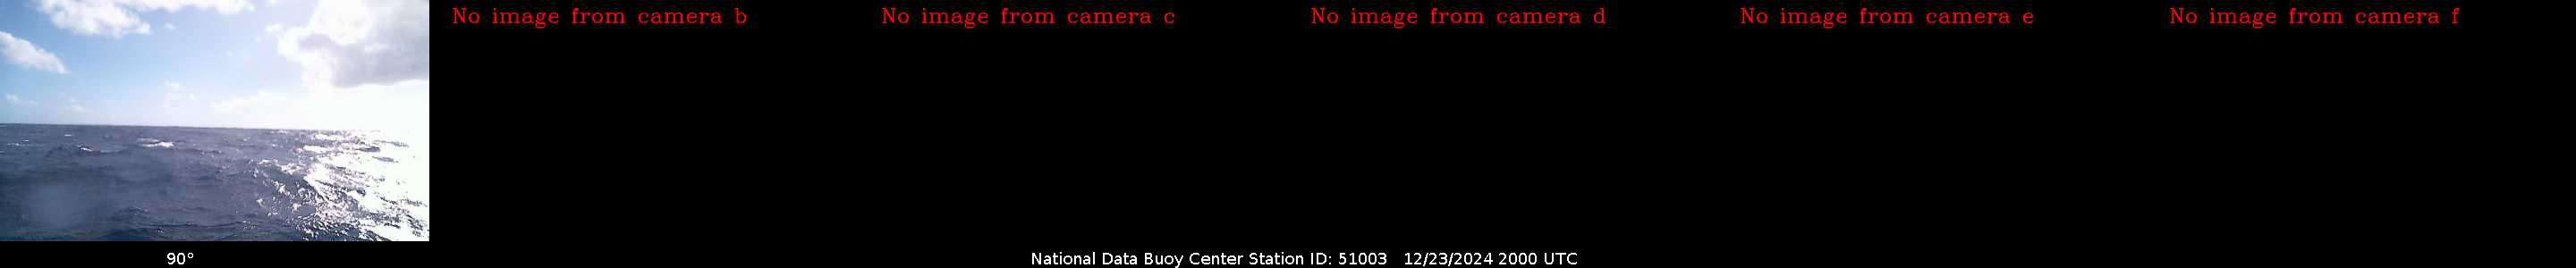 No image from camera b
No image from camera c
No image from camera d
No image from camera e
No image from camera f
90°
National Data Buoy Center Station ID: 51003 12/23/2024 2000 UTC